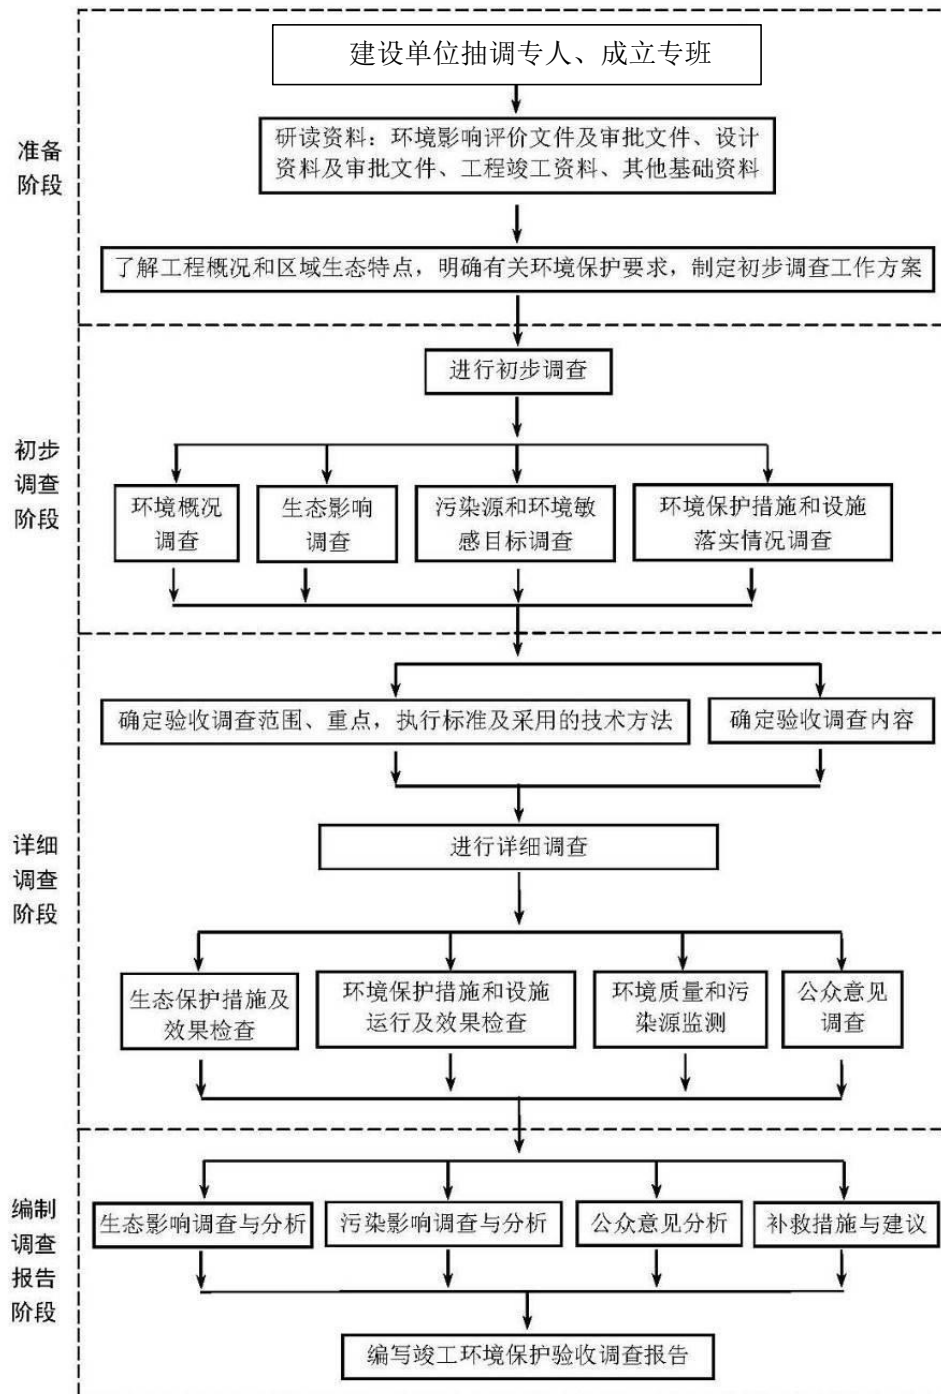 建设单位抽调专人、成立专班
准备
阶段
研读资料：环境影响评价文件及审批文件、设计
资料及审批文件、工程竣工资料、其他基础资料
了解工程概况和区域生态特点，明确有关环境保护要求，制定初步调查工作方案
初步
调查
阶段
进行初步调查
环境概况
调查
生态影响
调查
污染源和环境敏
感目标调查
环境保护措施和设施
落实情况调查
详细
调查
阶段
确定验收调查范围、重点，执行标准及采用的技术方法
确定验收调查内容
进行详细调查
生态保护措施及
效果检查
环境保护措施和设施
运行及效果检查
环境质量和污
染源监测
公众意见
调查
编制
调查
报告
阶段
生态影响调查与分析
污染影响调查与分析
公众意见分析
补救措施与建议
编写竣工环境保护验收调查报告